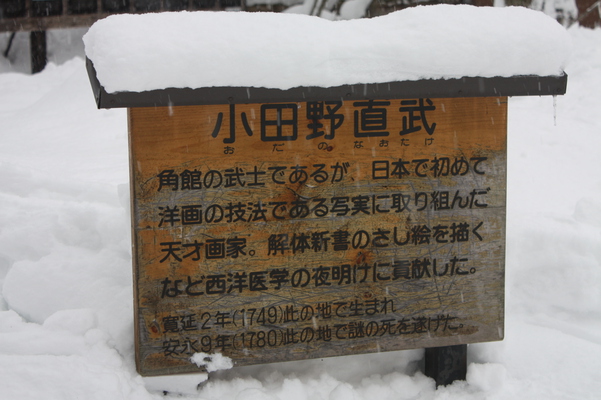 小田野直武
おだのなおたけ
角館の武士であるが、日本で初めて
洋画の技法である写実に取り組んだ
天才画家。解体新書のさし絵を描く
など西洋医学の夜明けに貢献した。
寛延2年(1749)此の地で生まれ
安永9年(1780)此の地で謎の死を遂げた。